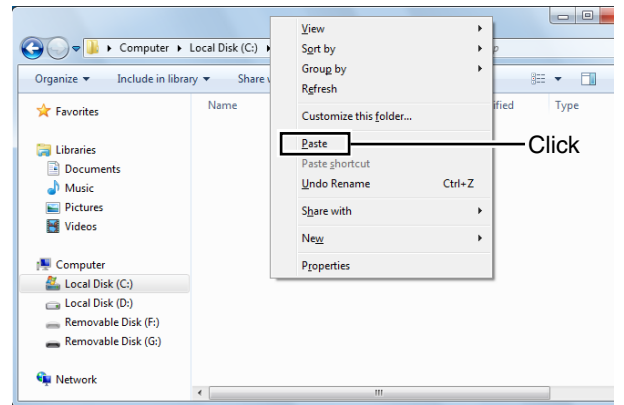 Computer ▸ Local Disk (C:) ▸
Organize ▾ Include in library ▾ Share
Name
ified
Type
Favorites
Libraries
Documents
Music
Pictures
Videos
Computer
Local Disk (C:)
Local Disk (D:)
Removable Disk (F:)
Removable Disk (G:)
Network
View
Sort by
Group by
Refresh
Customize this folder...
Paste
Paste shortcut
Undo Rename Ctrl+Z
Share with
New
Properties
Click